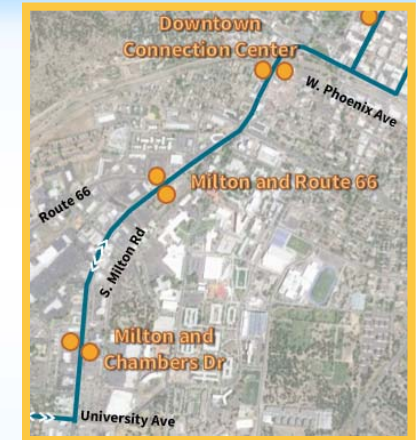 Downtown
Connection Center
W. Phoenix Ave
Milton and Route 66
Route 66
S. Milton Rd
Milton and
Chambers Dr
University Ave